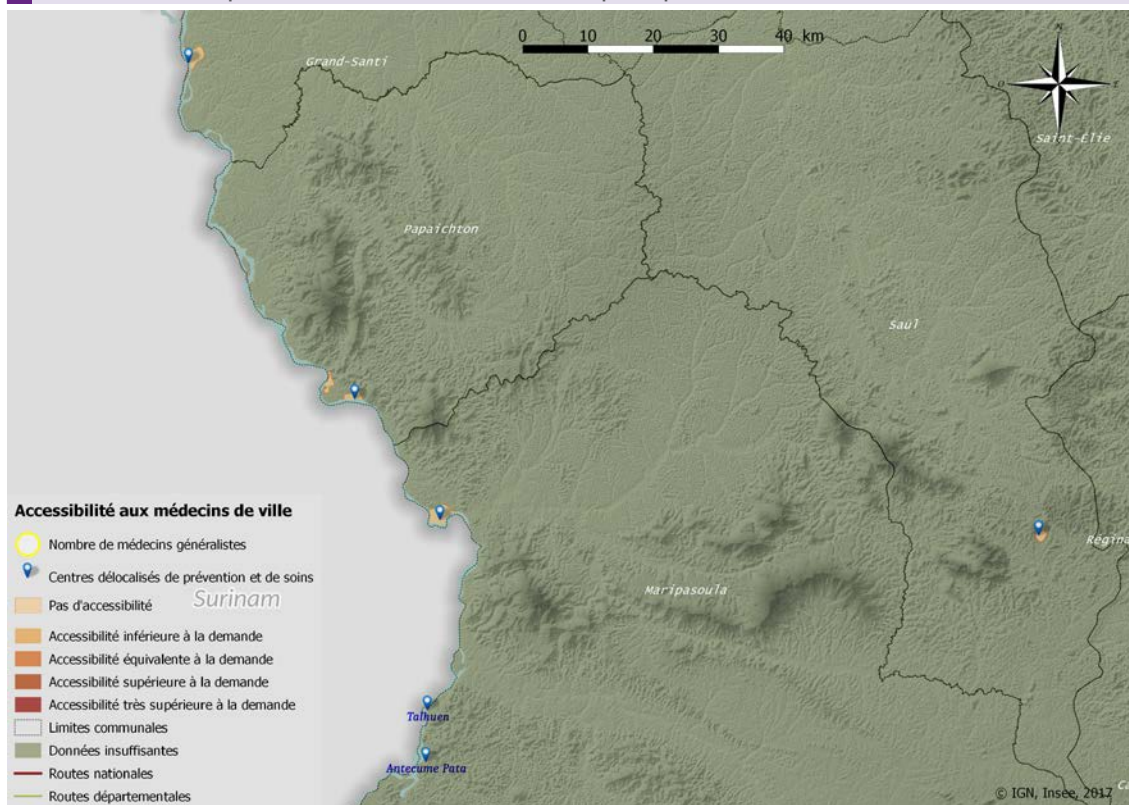 0 10 20 30 40 km
N
O E
Grand-Santi
Saint-Élie
Papaïchton
Saül
Régina
Maripasoula
Surinam
Talhuen
Antecume Pata
Accessibilité aux médecins de ville
Nombre de médecins généralistes
Centres délocalisés de prévention et de soins
Pas d'accessibilité
Accessibilité inférieure à la demande
Accessibilité équivalente à la demande
Accessibilité supérieure à la demande
Accessibilité très supérieure à la demande
Limites communales
Données insuffisantes
Routes nationales
Routes départementales
© IGN, Insee, 2017